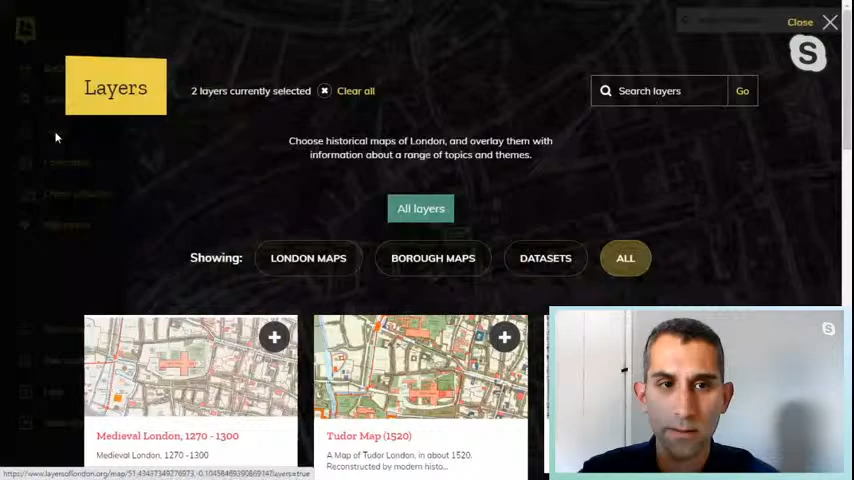 Close
Layers
2 layers currently selected
Clear all
Search layers
Go
Choose historical maps of London, and overlay them with
information about a range of topics and themes.
All layers
Showing:
LONDON MAPS
BOROUGH MAPS
DATASETS
ALL
Medieval London, 1270 - 1300
Medieval London, 1270 -1300
Tudor Map (1520)
A Map of Tudor London, in about 1520.
Reconstructed by modern histo...